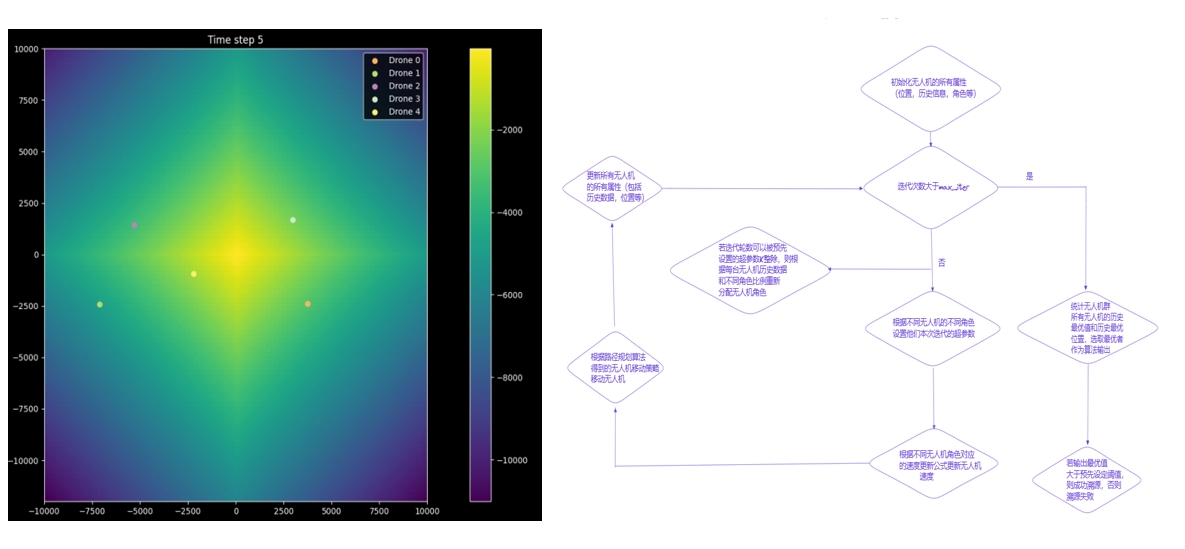 Time step 5
10000
7500
5000
2500
0
−2500
−5000
−7500
−10000
−10000
−7500
−5000
−2500
0
2500
5000
7500
10000
Drone 0
Drone 1
Drone 2
Drone 3
Drone 4
−2000
−4000
−6000
−8000
−10000
初始化无人机的所有属性
（位置，历史信息，角色等）
迭代次数大于max_iter
是
否
更新所有无人机
的所有属性（包括
历史数据，位置等）
若迭代轮数可以被预先
设置的超参数K整除，则根
据每台无人机历史数据
和不同角色比例重新
分配无人机角色
根据不同无人机的不同角色
设置他们本次迭代的超参数
统计无人机群
所有无人机的历史
最优值和历史最优
位置，选取最优者
作为算法输出
根据路径规划算法
得到的无人机移动策略
移动无人机
根据不同无人机角色对应
的速度更新公式更新无人机
速度
若输出最优值
大于预先设定阈值，
则成功溯源，否则
溯源失败